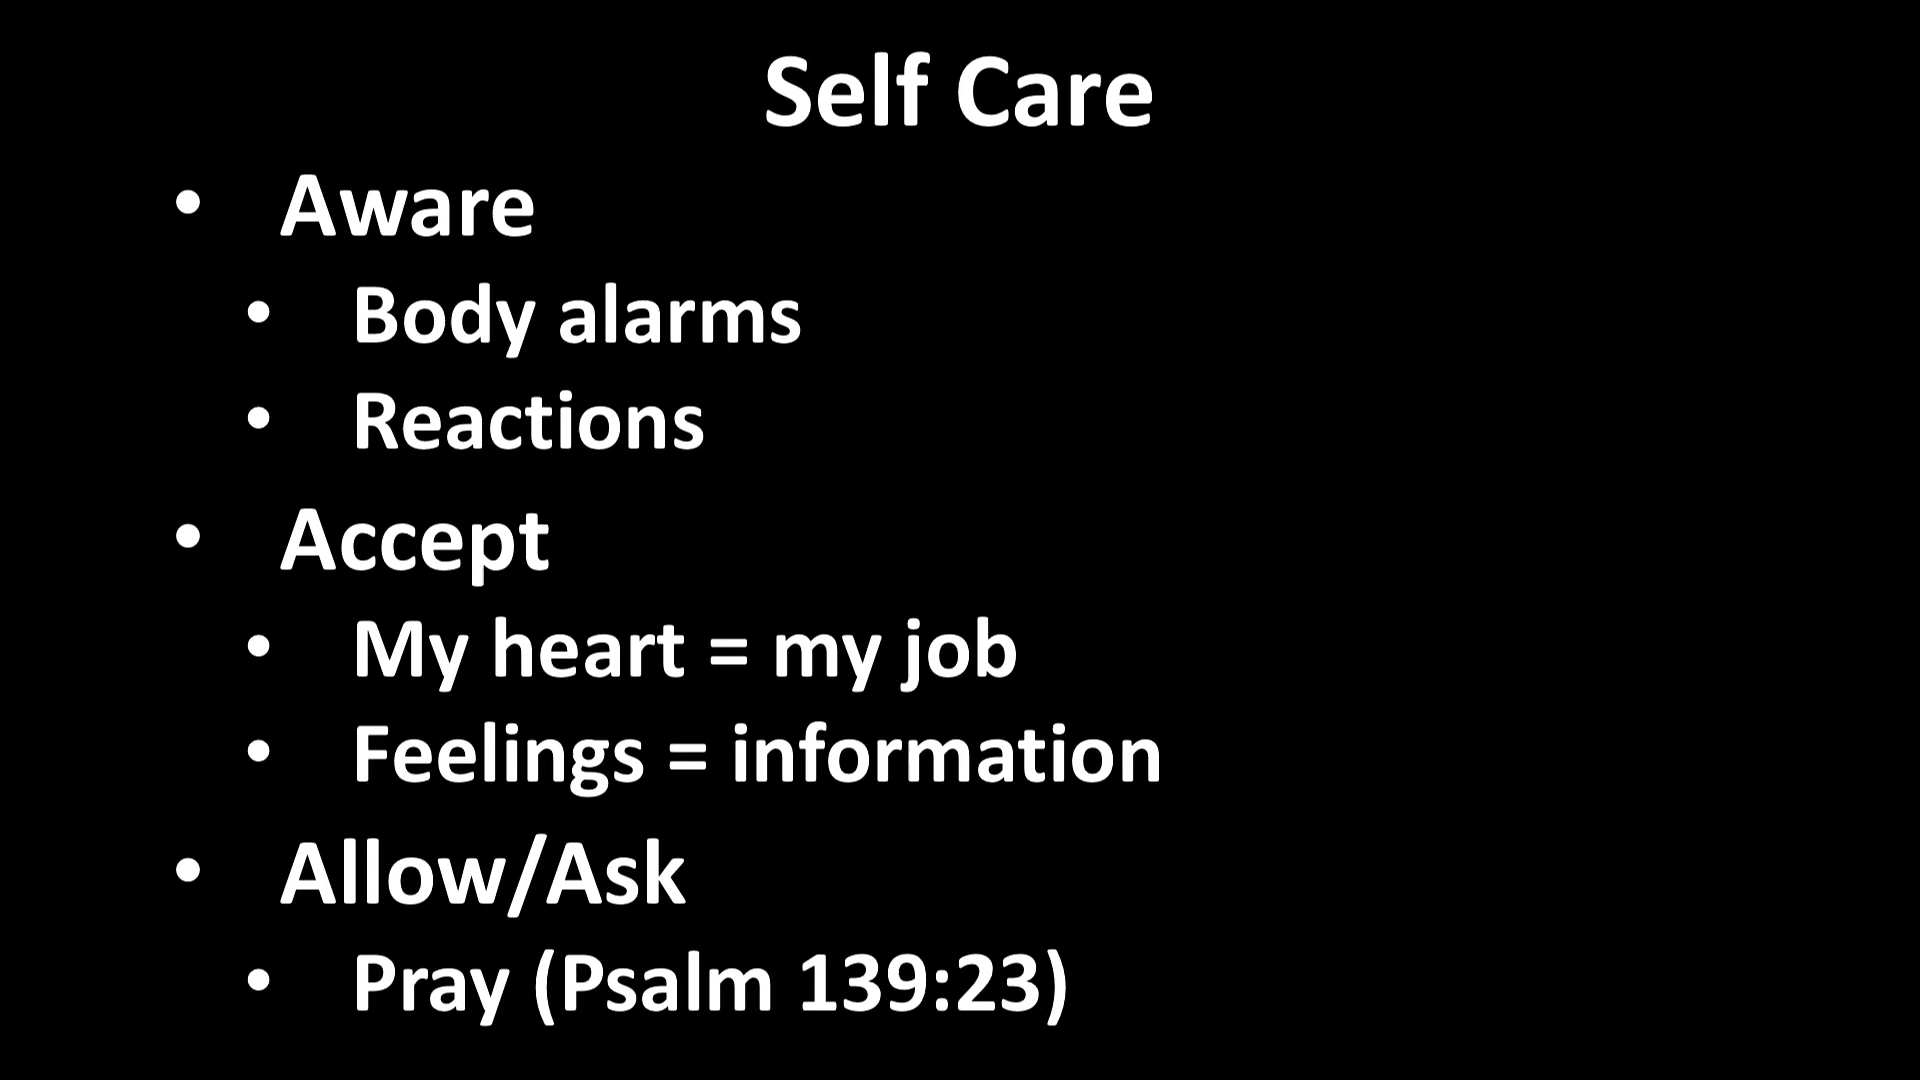 Self Care
• Aware
• Body alarms
• Reactions
• Accept
• My heart = my job
• Feelings = information
• Allow/Ask
• Pray (Psalm 139:23)